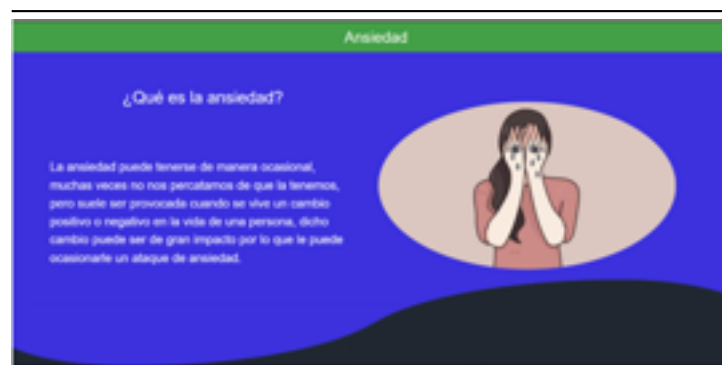 Ansiedad
¿Qué es la ansiedad?
La ansiedad puede tenerse de manera ocasional,
muchas veces no nos percatamos de que la tenemos,
pero suele ser provocada cuando se vive un cambio
positivo o negativo en la vida de una persona, dicho
cambio puede ser de gran impacto por lo que le puede
ocasionarle un ataque de ansiedad.